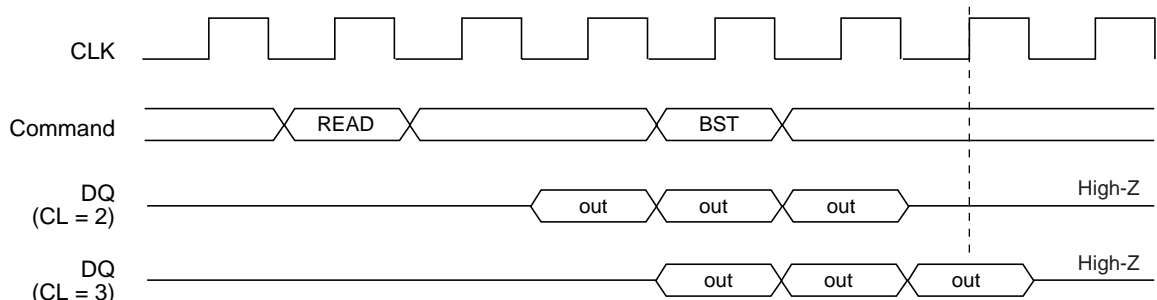 CLK
Command
READ
BST
DQ
(CL = 2)
out
out
out
High-Z
DQ
(CL = 3)
out
out
out
High-Z